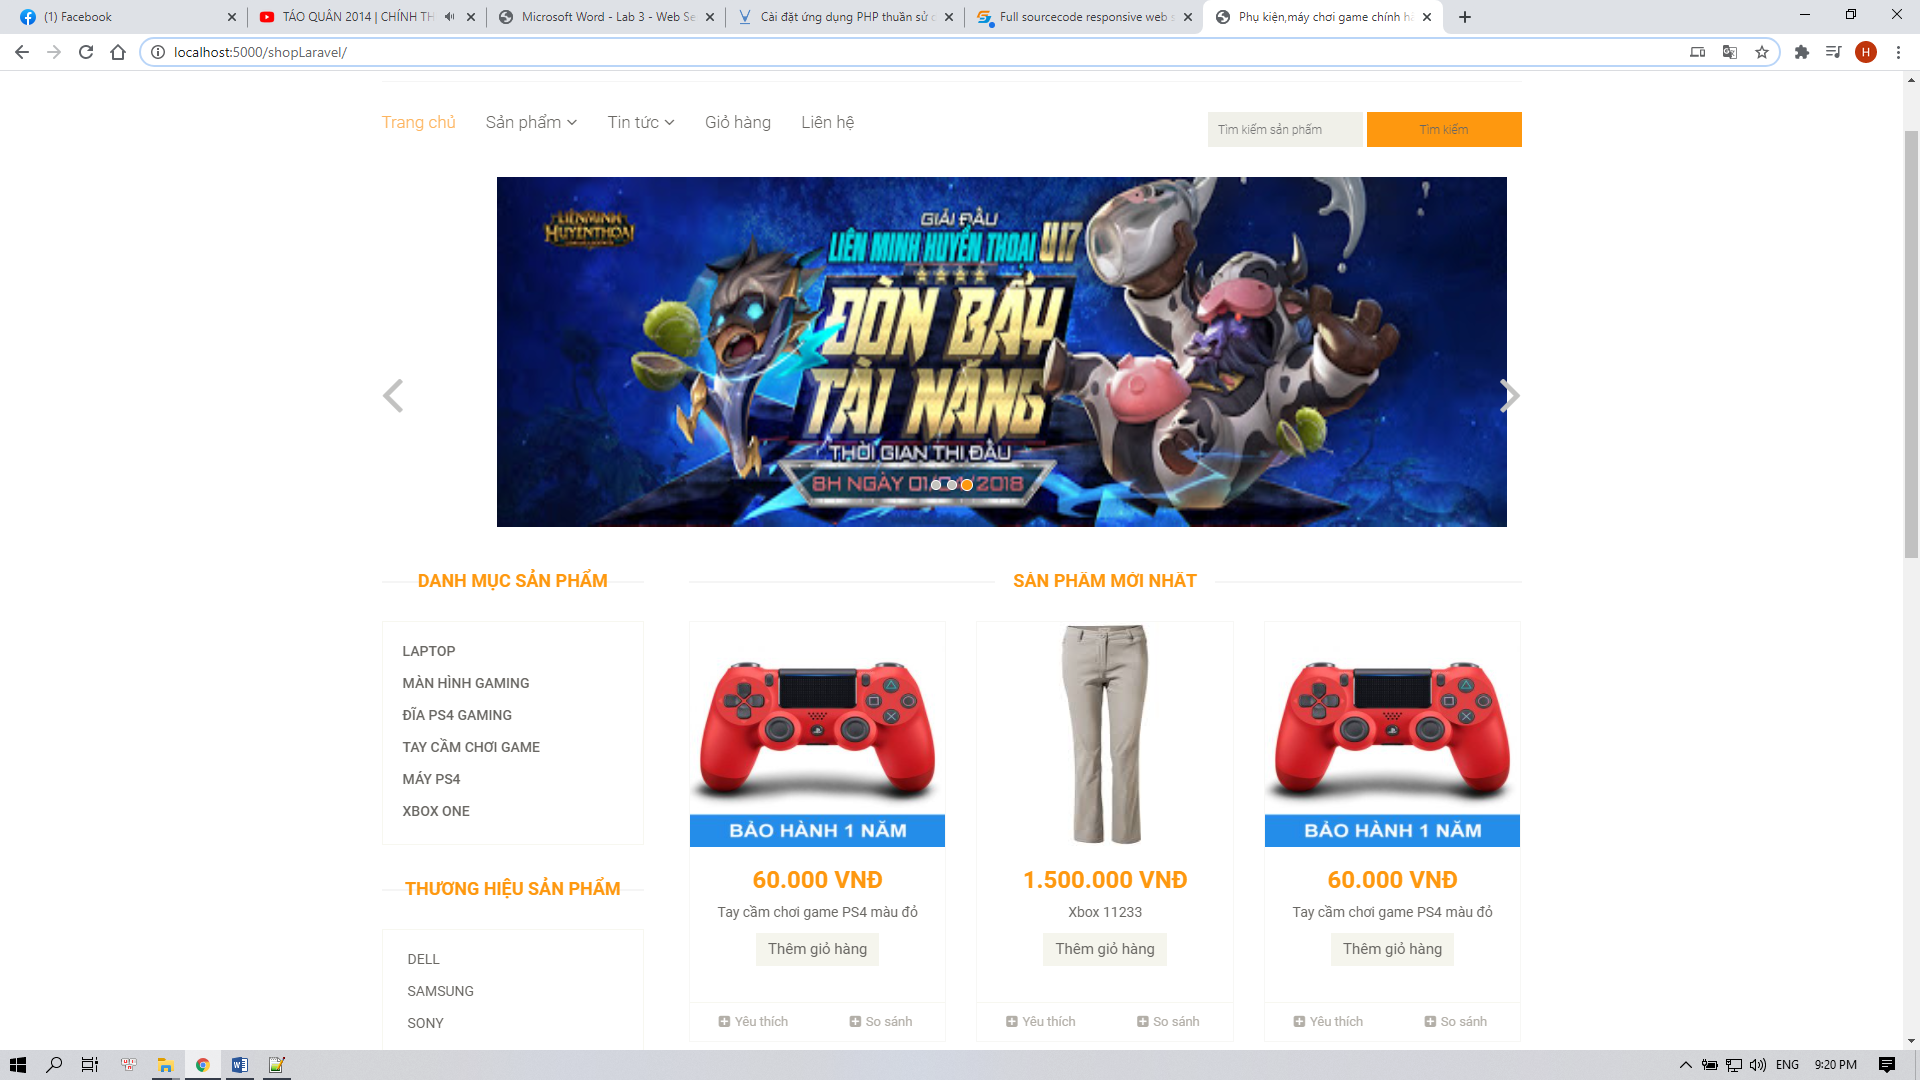 (1) Facebook
TÁO QUÂN 2014 | CHÍNH TH
Microsoft Word - Lab 3 - Web Se
Cài đặt ứng dụng PHP thuần sử c
Full sourcecode responsive web s
Phụ kiện,máy chơi game chính hã
localhost:5000/shopLaravel/
H
Trang chủ
Sản phẩm
Tin tức
Giỏ hàng
Liên hệ
Tìm kiếm sản phẩm
Tìm kiếm
LIÊN MINH
HUYỀN THOẠI
GIẢI ĐẤU
LIÊN MINH HUYỀN THOẠI U17
ĐÒN BẨY
TÀI NĂNG
THỜI GIAN THI ĐẤU
8H NGÀY 01/04/2018
DANH MỤC SẢN PHẨM
LAPTOP
MÀN HÌNH GAMING
ĐĨA PS4 GAMING
TAY CẦM CHƠI GAME
MÁY PS4
XBOX ONE
THƯƠNG HIỆU SẢN PHẨM
DELL
SAMSUNG
SONY
SẢN PHẨM MỚI NHẤT
BẢO HÀNH 1 NĂM
60.000 VNĐ
Tay cầm chơi game PS4 màu đỏ
Thêm giỏ hàng
Yêu thích
So sánh
1.500.000 VNĐ
Xbox 11233
Thêm giỏ hàng
Yêu thích
So sánh
BẢO HÀNH 1 NĂM
60.000 VNĐ
Tay cầm chơi game PS4 màu đỏ
Thêm giỏ hàng
Yêu thích
So sánh
ENG
9:20 PM